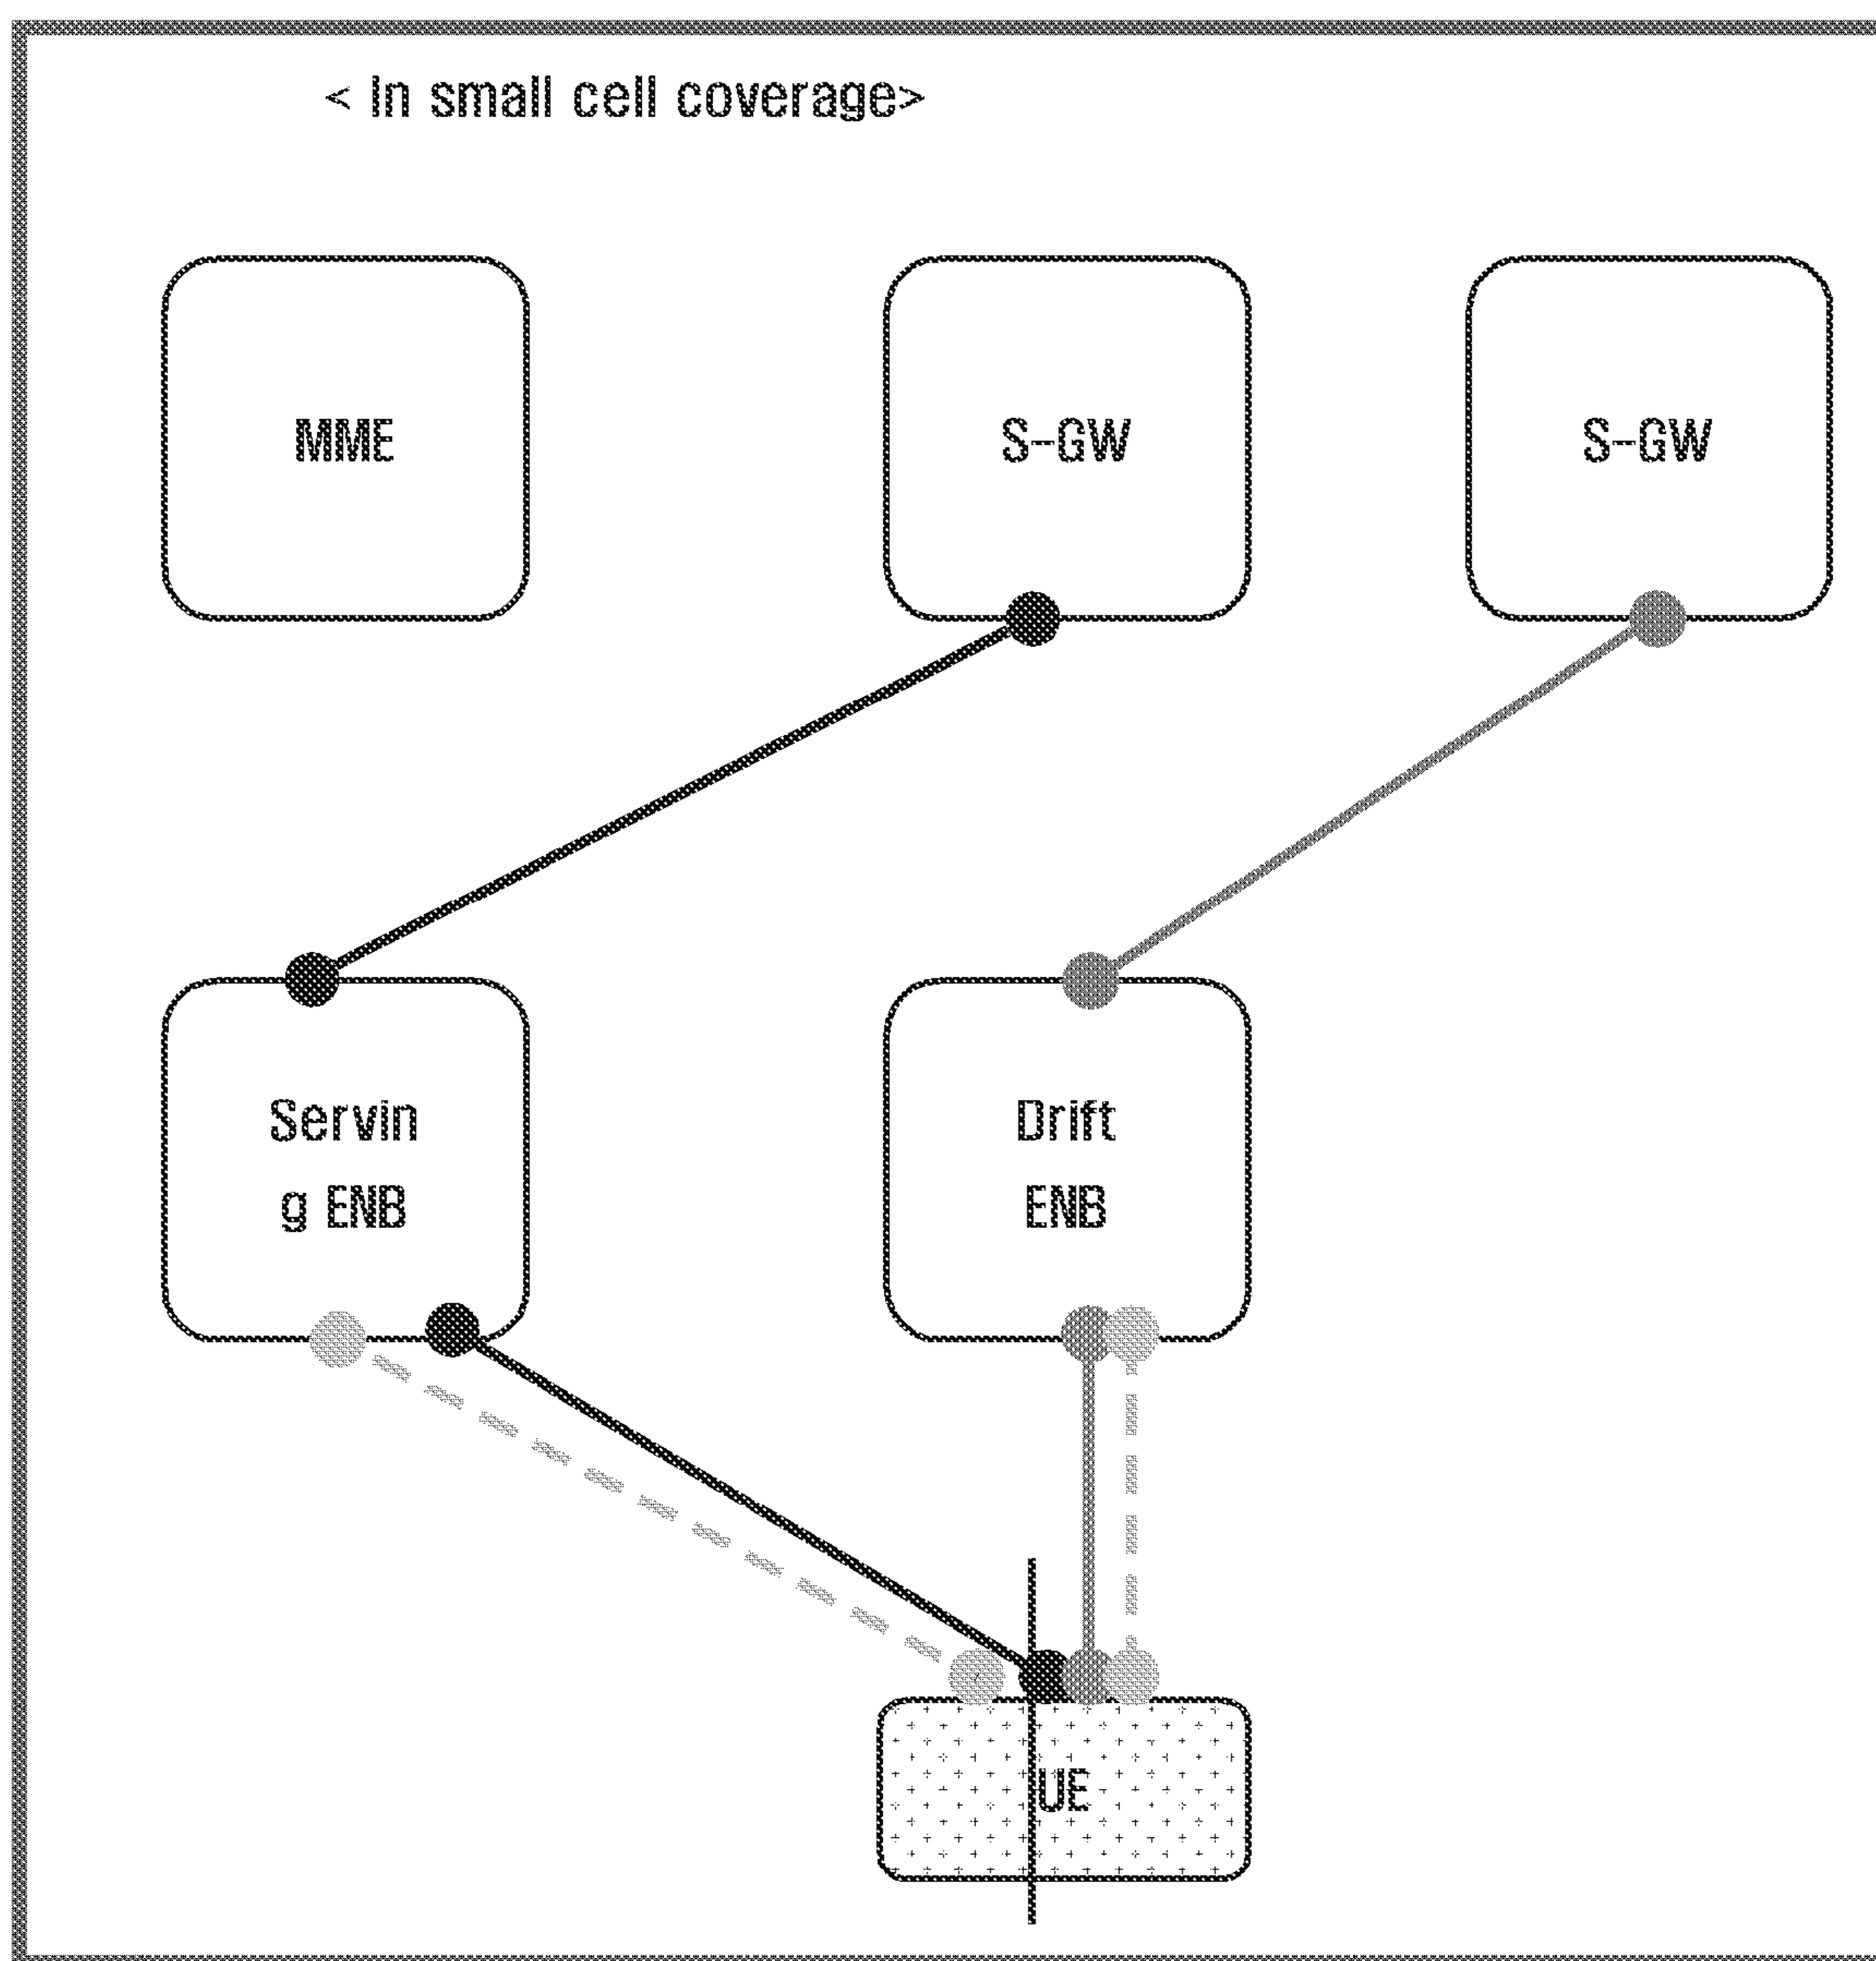 < In small cell coverage>
MME
S-GW
S-GW
Servin
g ENB
Drift
ENB
UE